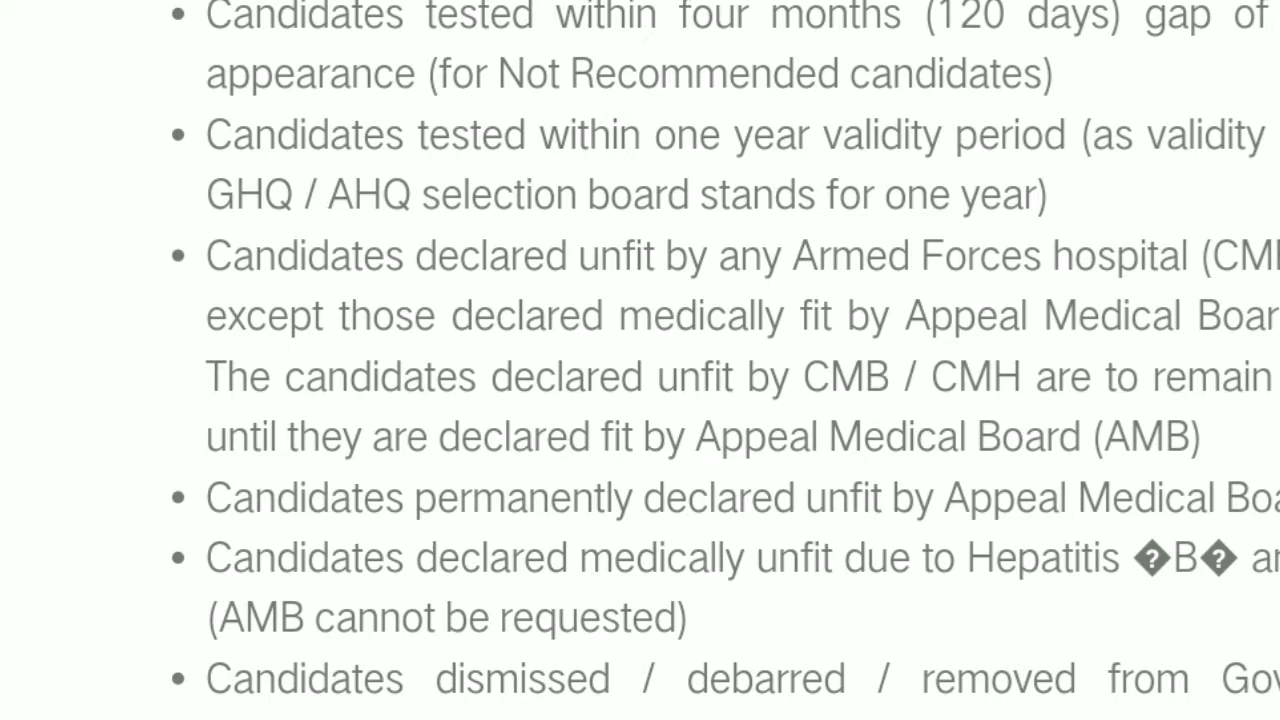 • Candidates tested within four months (120 days) gap of
appearance (for Not Recommended candidates)
• Candidates tested within one year validity period (as validity
GHQ / AHQ selection board stands for one year)
• Candidates declared unfit by any Armed Forces hospital (CMH
except those declared medically fit by Appeal Medical Boar
The candidates declared unfit by CMB / CMH are to remain
until they are declared fit by Appeal Medical Board (AMB)
• Candidates permanently declared unfit by Appeal Medical Boa
• Candidates declared medically unfit due to Hepatitis �B� an
(AMB cannot be requested)
• Candidates dismissed / debarred / removed from Gov